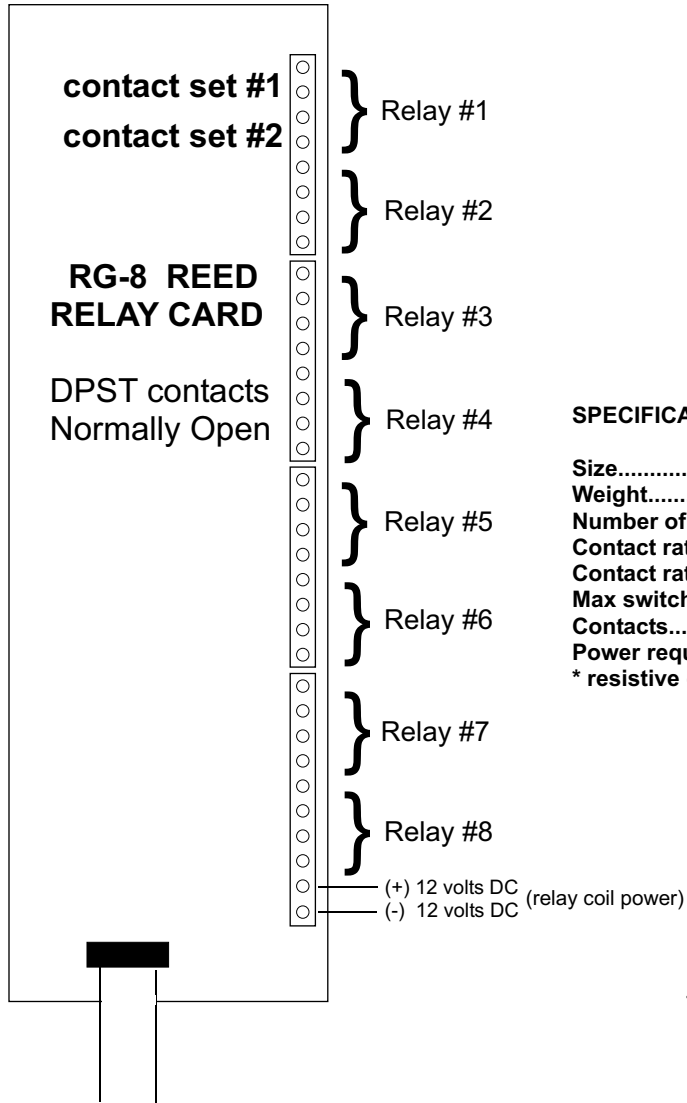 contact set #1
contact set #2
Relay #1
Relay #2
RG-8 REED
RELAY CARD
Relay #3
DPST contacts
Normally Open
Relay #4
Relay #5
Relay #6
Relay #7
Relay #8
(+) 12 volts DC
(-) 12 volts DC
(relay coil power)
SPECIFICA
Size...........
Weight......
Number of
Contact rat
Contact rat
Max switch
Contacts...
Power requ
* resistive